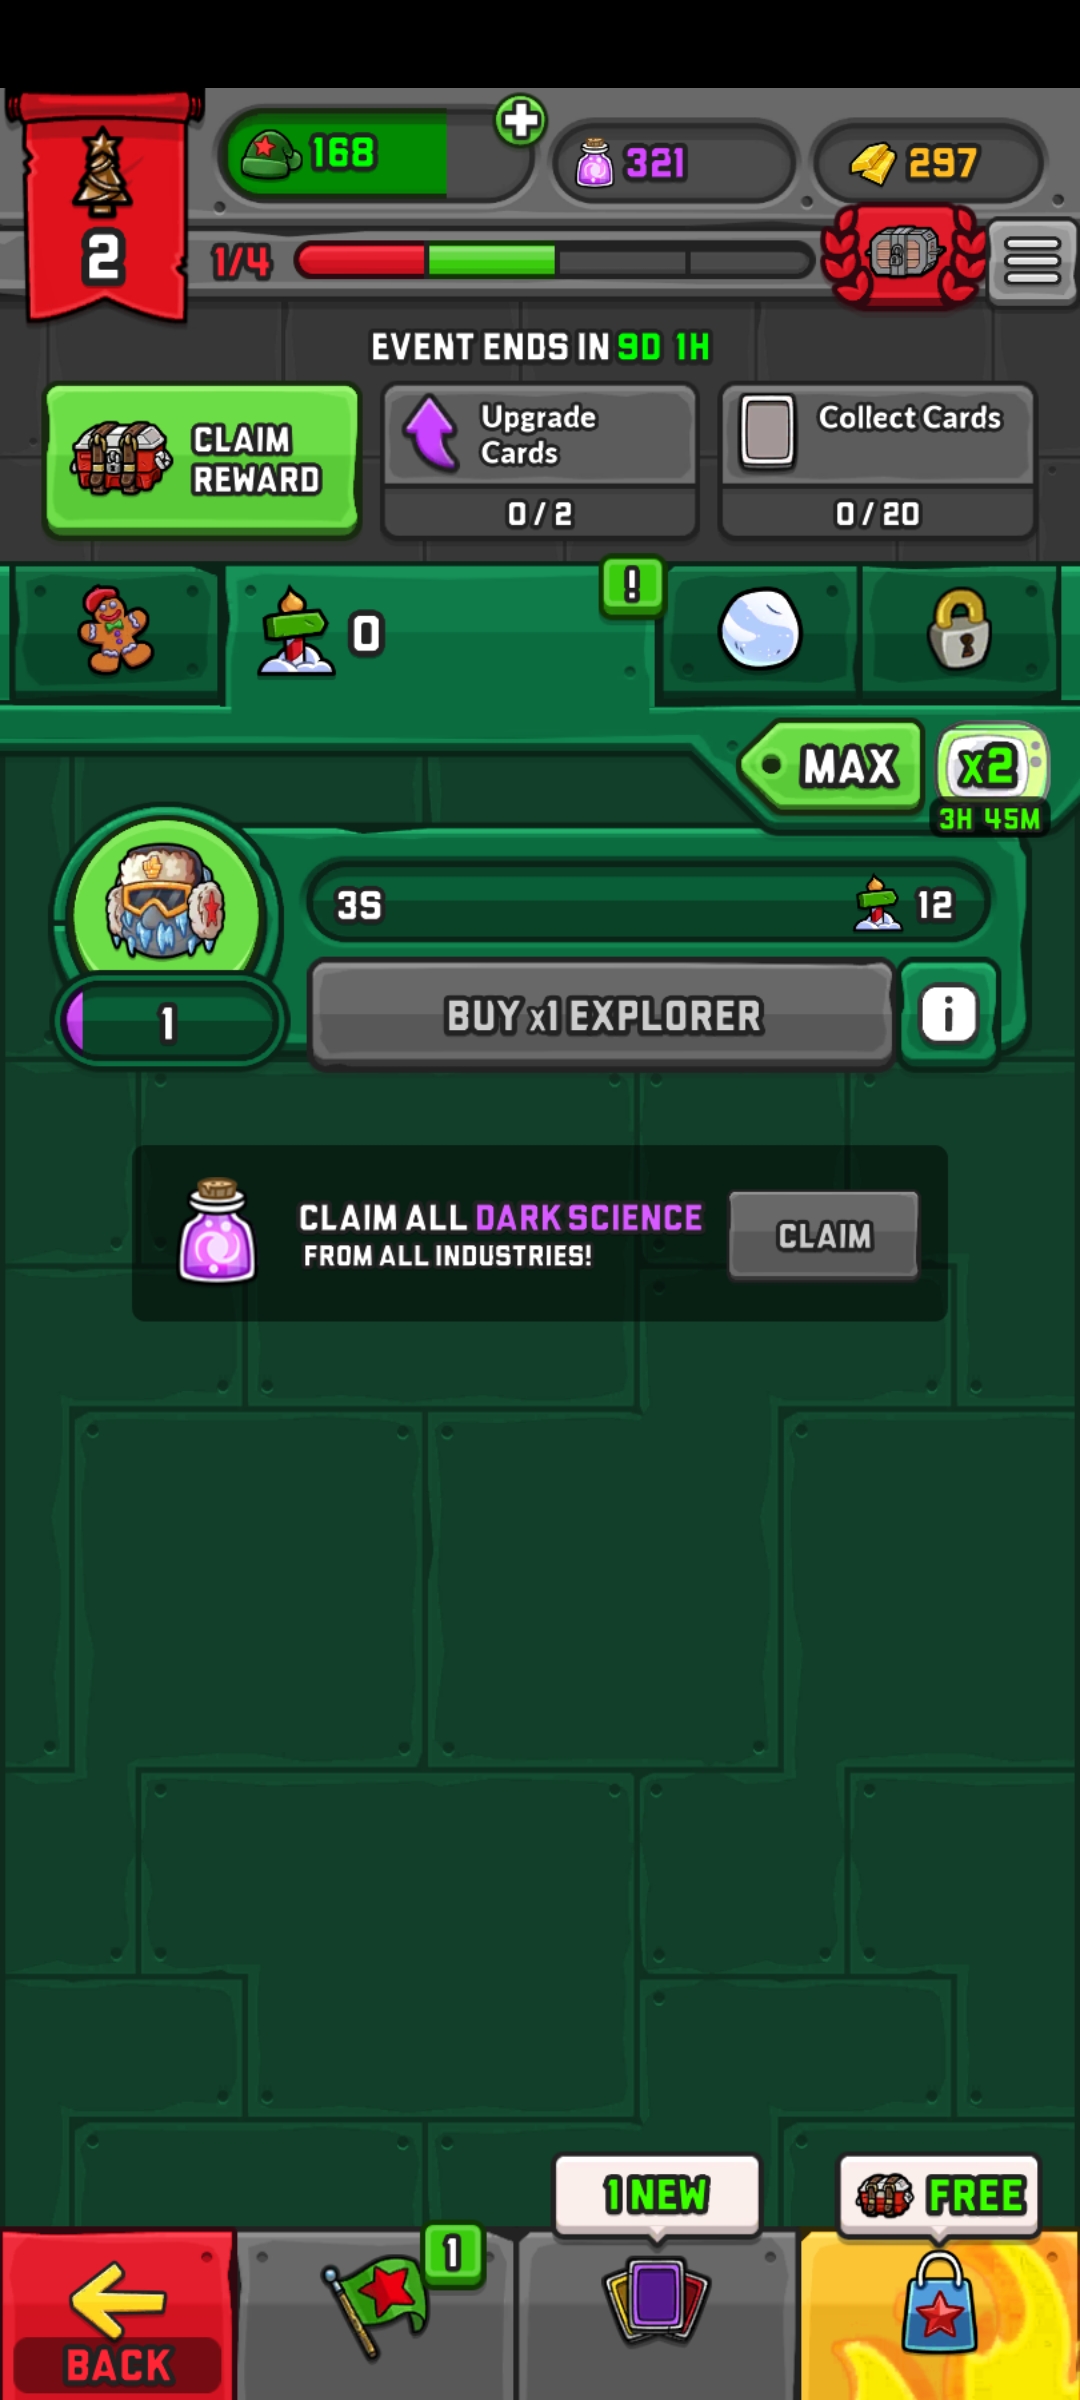 168
321
297
2
1/4
EVENT ENDS IN 9D 1H
CLAIM
REWARD
Upgrade
Cards
0/2
Collect Cards
0/20
0
!
MAX
x2
3H 45M
3S
12
1
BUY x1 EXPLORER
i
CLAIM ALL DARK SCIENCE
FROM ALL INDUSTRIES!
CLAIM
1 NEW
FREE
1
BACK